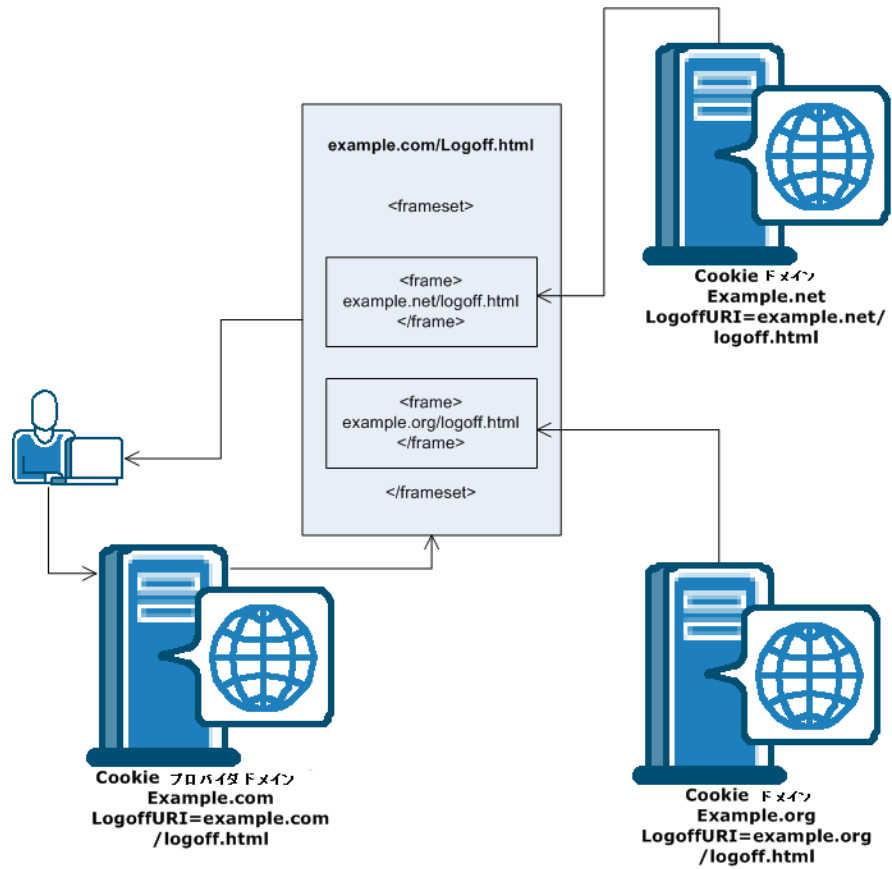 example.com/Logoff.html
<frameset>
<frame>
example.net/logoff.html
</frame>
<frame>
example.org/logoff.html
</frame>
</frameset>
Cookie ドメイン
Example.net
LogoffURI=example.net/
logoff.html
Cookie プロバイダドメイン
Example.com
LogoffURI=example.com
/logoff.html
Cookie ドメイン
Example.org
LogoffURI=example.org
/logoff.html